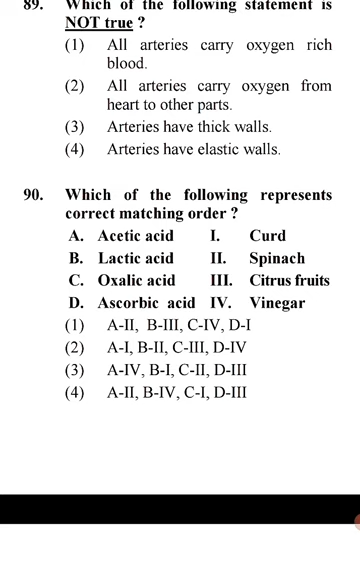 89. Which of the following statement is
NOT true ?
(1) All arteries carry oxygen rich
blood.
(2) All arteries carry oxygen from
heart to other parts.
(3) Arteries have thick walls.
(4) Arteries have elastic walls.
90. Which of the following represents
correct matching order ?
A. Acetic acid I. Curd
B. Lactic acid II. Spinach
C. Oxalic acid III. Citrus fruits
D. Ascorbic acid IV. Vinegar
(1) A-II, B-III, C-IV, D-I
(2) A-I, B-II, C-III, D-IV
(3) A-IV, B-I, C-II, D-III
(4) A-II, B-IV, C-I, D-III